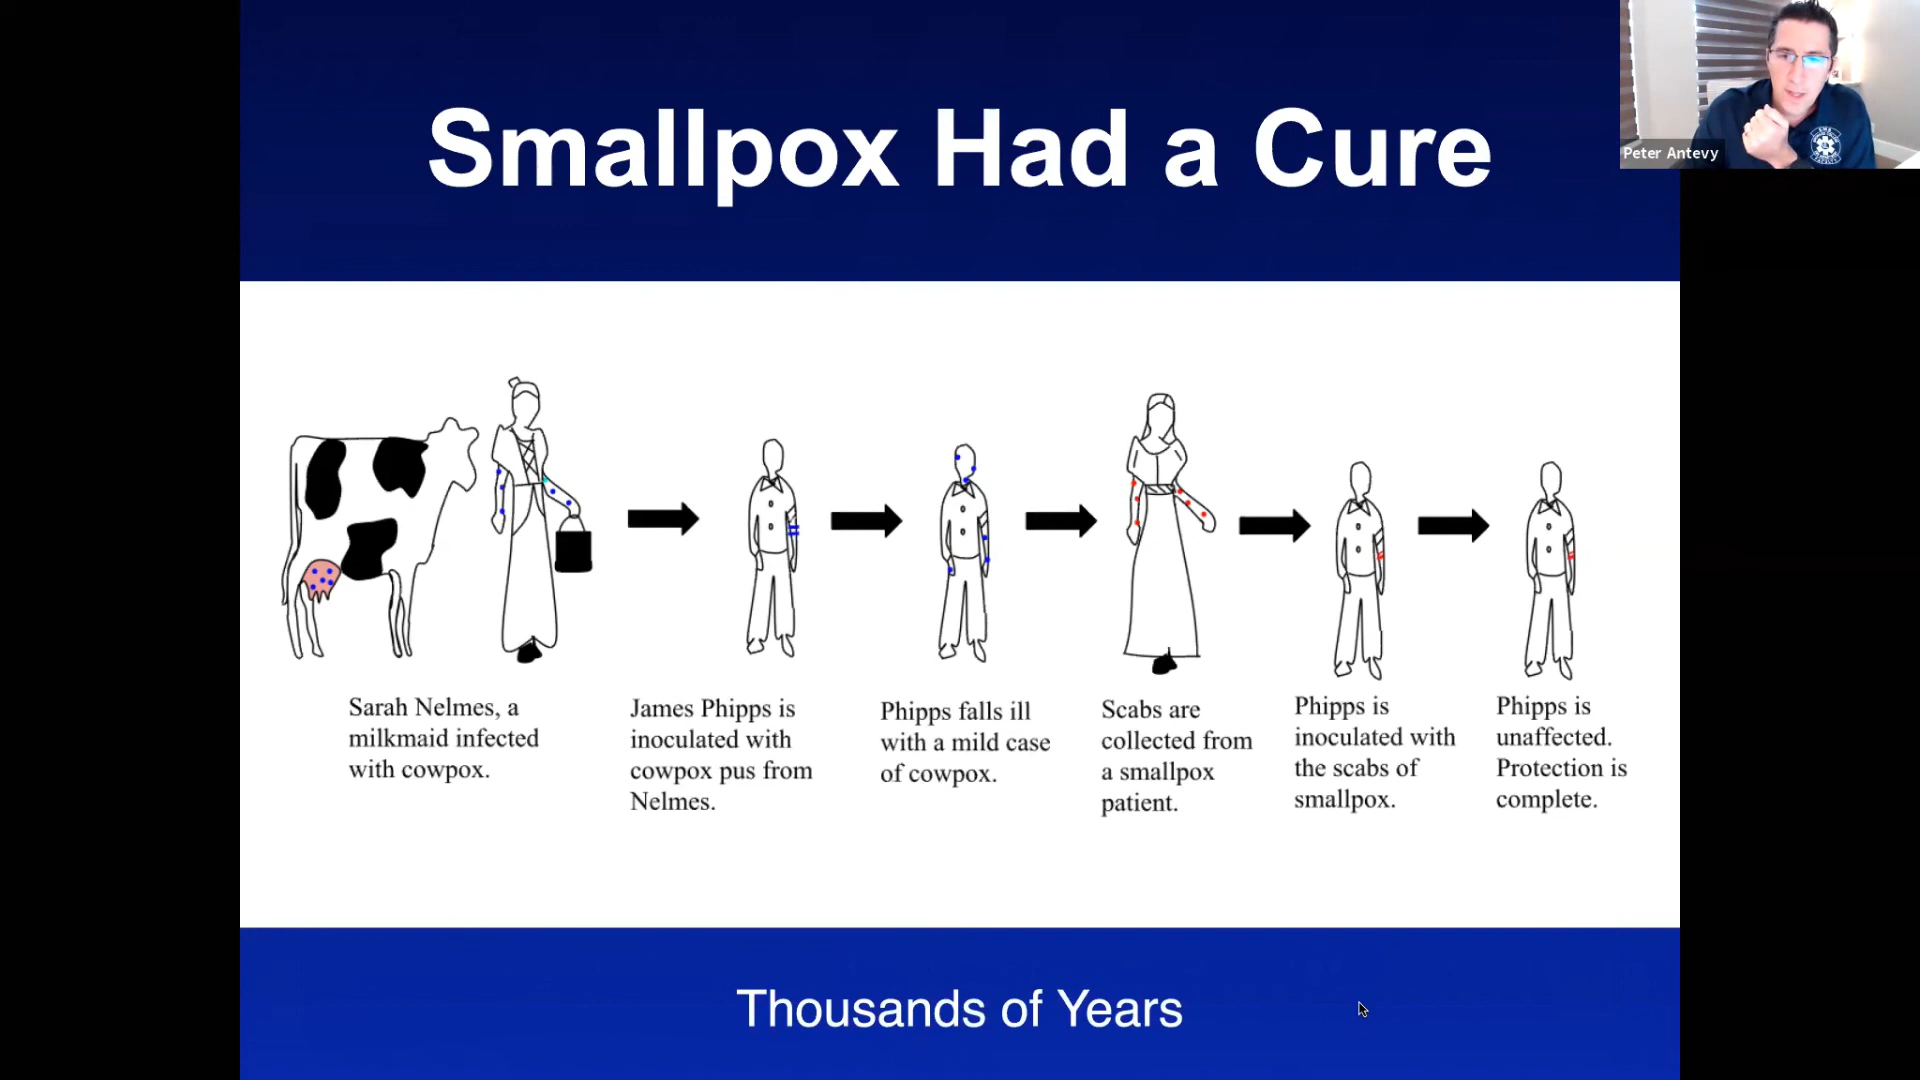 Smallpox Had a Cure
Peter Antevy
Sarah Nelmes, a
milkmaid infected
with cowpox.
James Phipps is
inoculated with
cowpox pus from
Nelmes.
Phipps falls ill
with a mild case
of cowpox.
Scabs are
collected from
a smallpox
patient.
Phipps is
inoculated with
the scabs of
smallpox.
Phipps is
unaffected.
Protection is
complete.
Thousands of Years